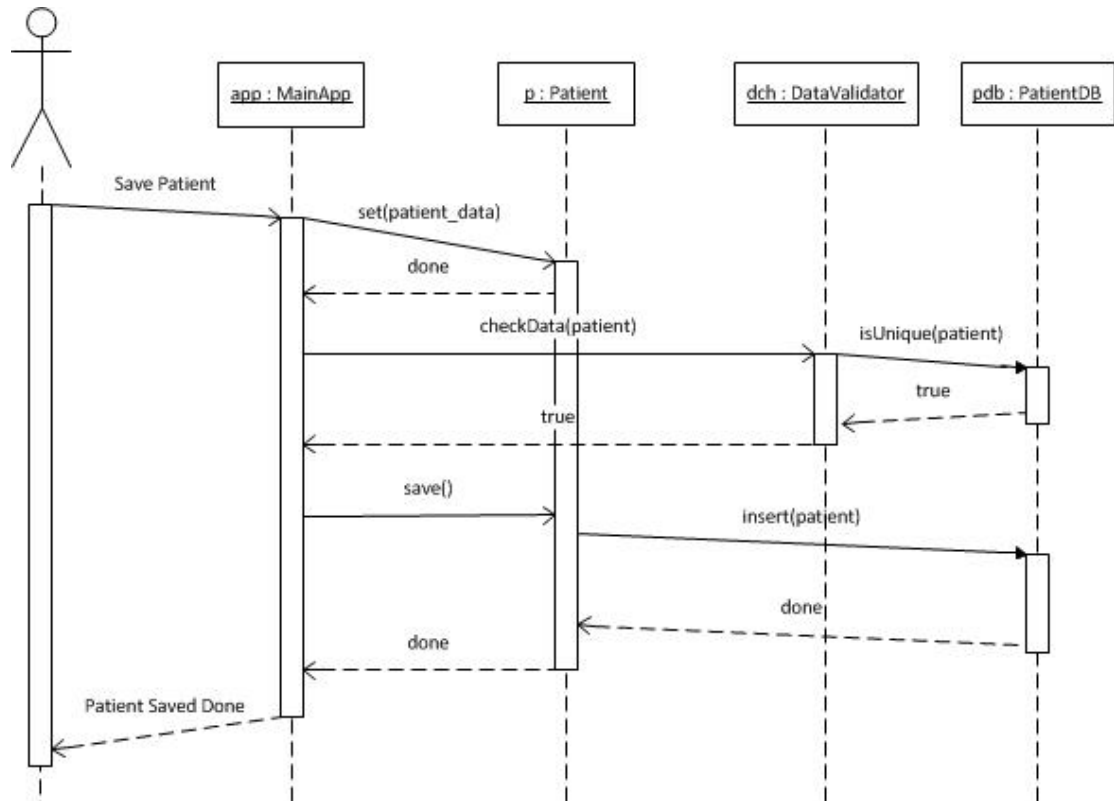 app : MainApp
p : Patient
dch : DataValidator
pdb : PatientDB
Save Patient
set(patient_data)
done
checkData(patient)
isUnique(patient)
true
true
save()
insert(patient)
done
done
Patient Saved Done